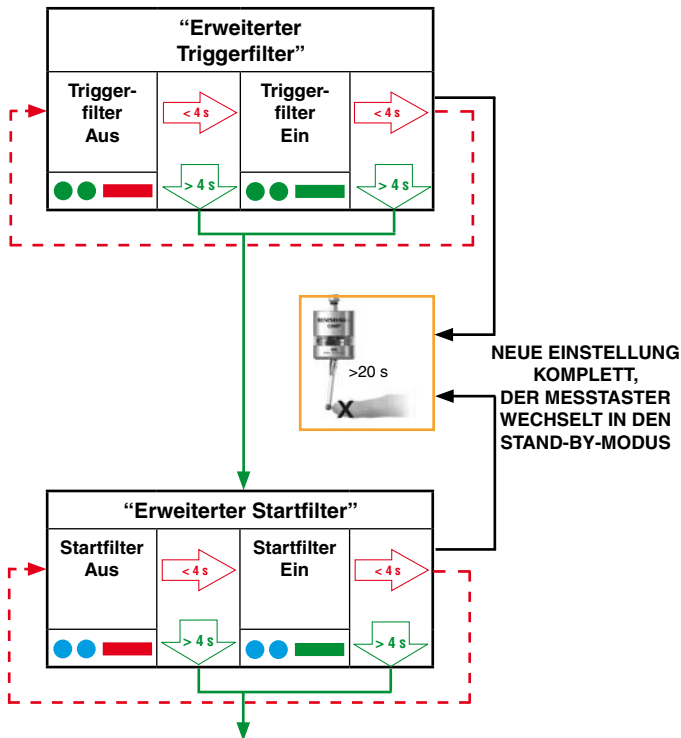 “Erweiterter
Triggerfilter”
Trigger-
filter
Aus
< 4 s
Trigger-
filter
Ein
< 4 s
> 4 s
> 4 s
>20 s
X
NEUE EINSTELLUNG
KOMPLETT,
DER MESSTASTER
WECHSELT IN DEN
STAND-BY-MODUS
“Erweiterter Startfilter”
Startfilter
Aus
< 4 s
Startfilter
Ein
< 4 s
> 4 s
> 4 s